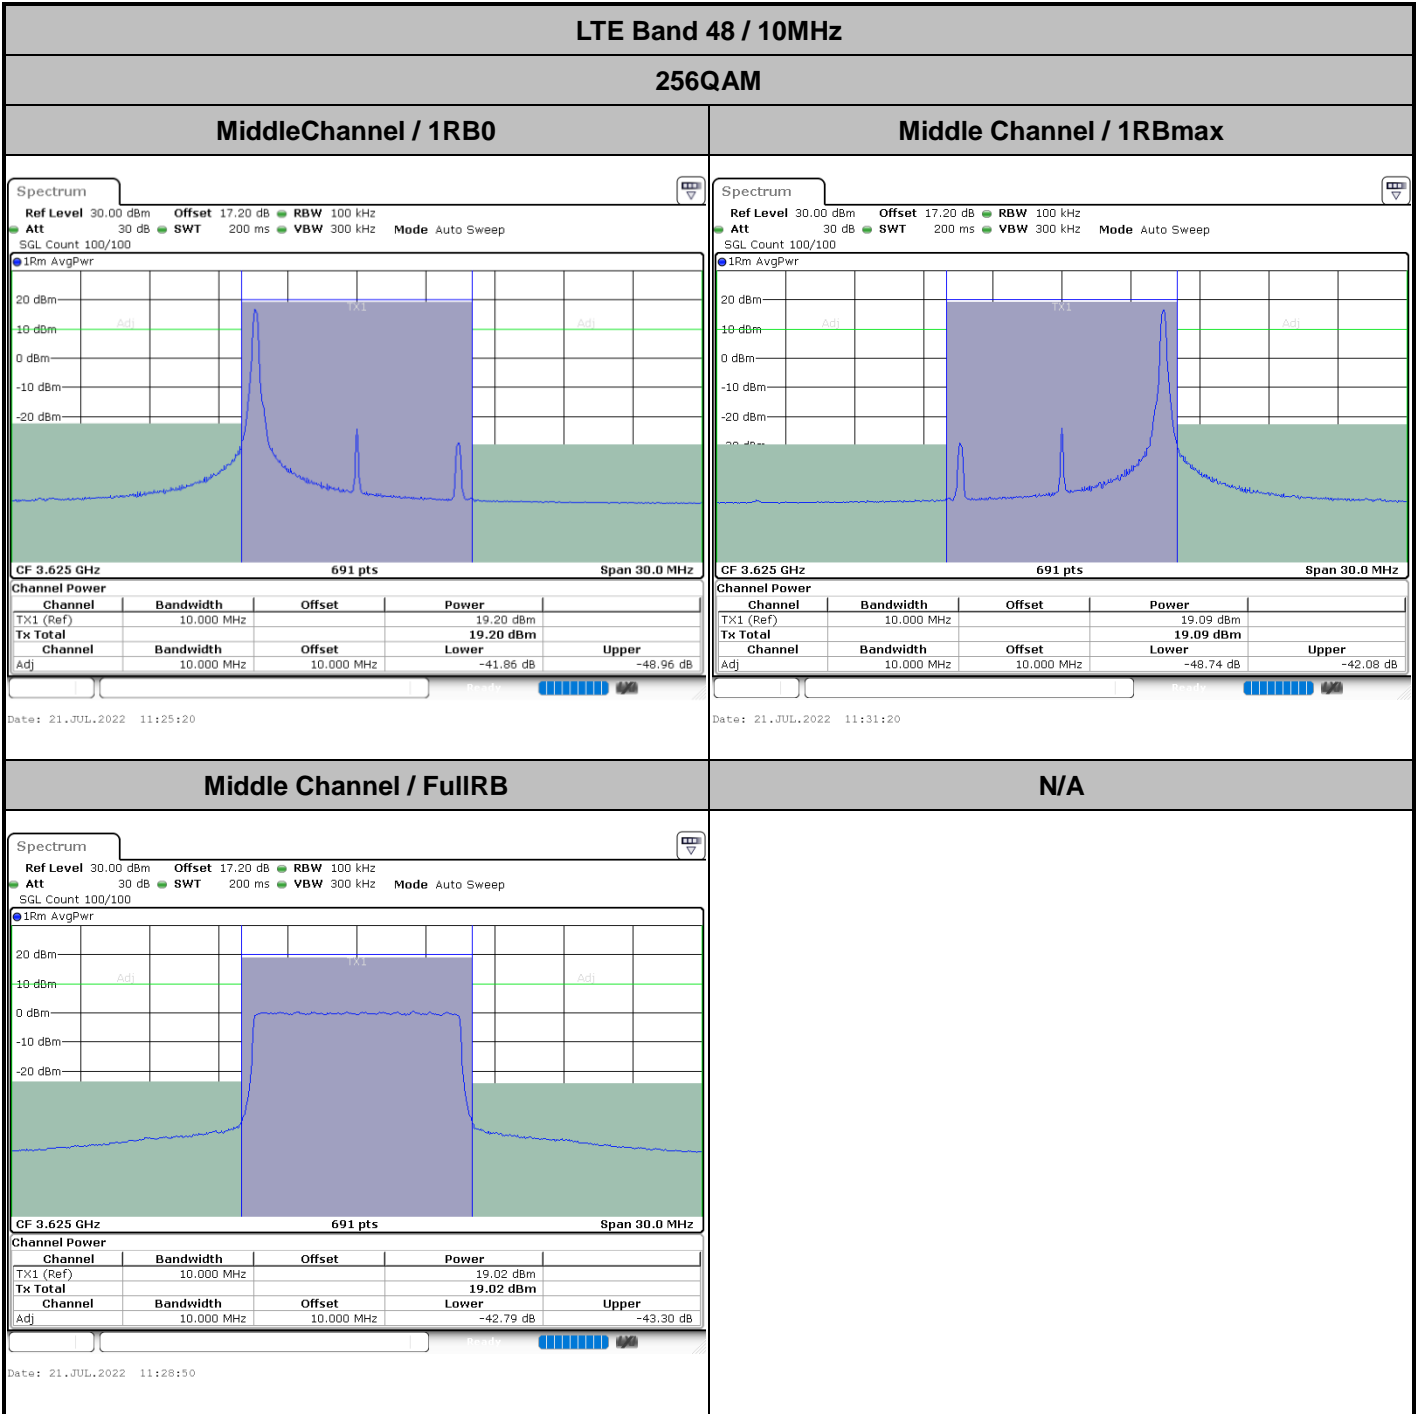 LTE Band 48 / 10MHz
256QAM
MiddleChannel / 1RB0
Middle Channel / 1RBmax
Spectrum
Ref Level 30.00 dBm Offset 17.20 dB RBW 100 kHz
Att 30 dB SWT 200 ms VBW 300 kHz Mode Auto Sweep
SGL Count 100/100
1Rm AvgPwr
TX1
20 dBm
Adj Adj
10 dBm
0 dBm
-10 dBm
-20 dBm
CF 3.625 GHz 691 pts Span 30.0 MHz
Channel Power
Channel Bandwidth Offset Power
TX1 (Ref) 10.000 MHz 19.20 dBm
Tx Total 19.20 dBm
Channel Bandwidth Offset Lower Upper
Adj 10.000 MHz 10.000 MHz -41.86 dB -48.96 dB
Ready
Date: 21.JUL.2022 11:25:20
Spectrum
Ref Level 30.00 dBm Offset 17.20 dB RBW 100 kHz
Att 30 dB SWT 200 ms VBW 300 kHz Mode Auto Sweep
SGL Count 100/100
1Rm AvgPwr
TX1
20 dBm
Adj Adj
10 dBm
0 dBm
-10 dBm
-20 dBm
CF 3.625 GHz 691 pts Span 30.0 MHz
Channel Power
Channel Bandwidth Offset Power
TX1 (Ref) 10.000 MHz 19.09 dBm
Tx Total 19.09 dBm
Channel Bandwidth Offset Lower Upper
Adj 10.000 MHz 10.000 MHz -48.74 dB -42.08 dB
Ready
Date: 21.JUL.2022 11:31:20
Middle Channel / FullRB
N/A
Spectrum
Ref Level 30.00 dBm Offset 17.20 dB RBW 100 kHz
Att 30 dB SWT 200 ms VBW 300 kHz Mode Auto Sweep
SGL Count 100/100
1Rm AvgPwr
20 dBm
TX1
Adj Adj
10 dBm
0 dBm
-10 dBm
-20 dBm
CF 3.625 GHz 691 pts Span 30.0 MHz
Channel Power
Channel Bandwidth Offset Power
TX1 (Ref) 10.000 MHz 19.02 dBm
Tx Total 19.02 dBm
Channel Bandwidth Offset Lower Upper
Adj 10.000 MHz 10.000 MHz -42.79 dB -43.30 dB
Ready
Date: 21.JUL.2022 11:28:50